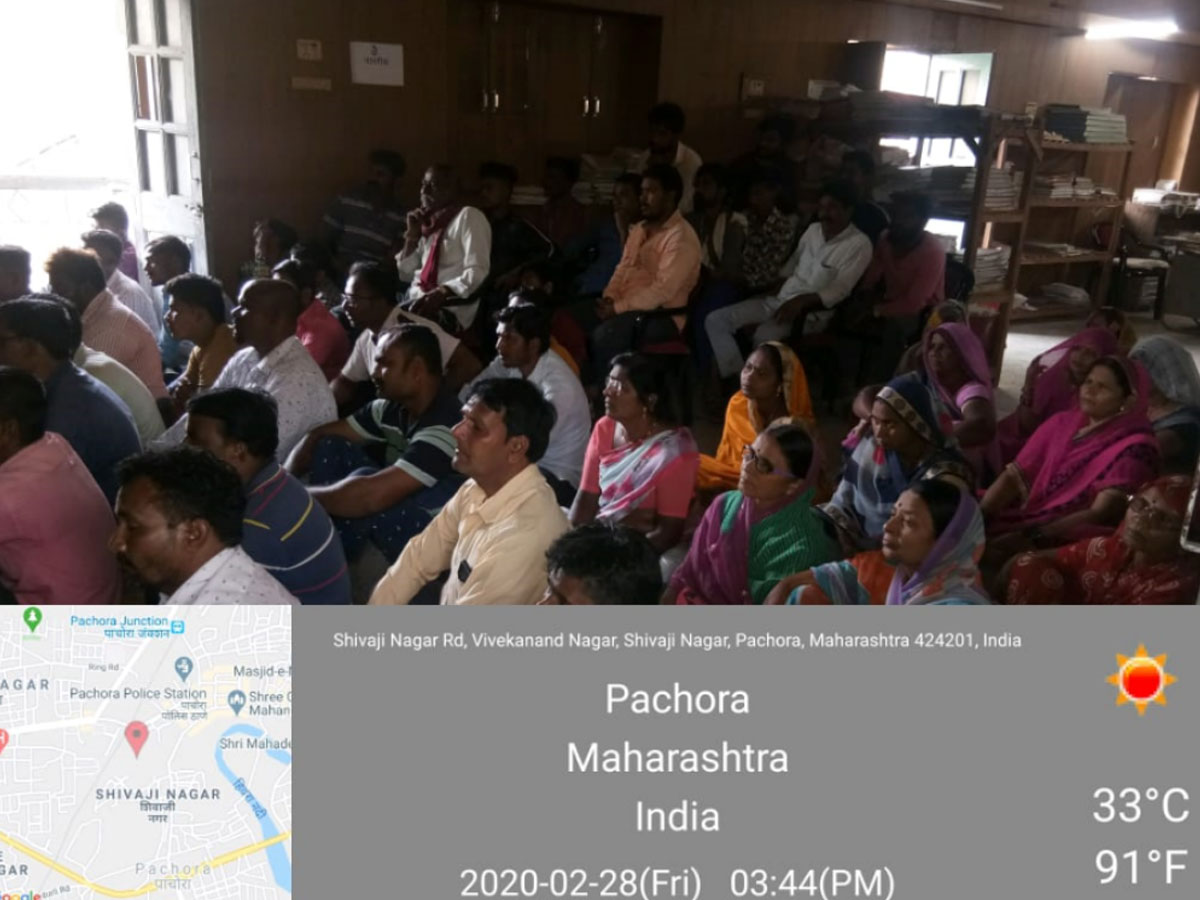 Pachora Junction
पाचोरा जंक्शन
Ring Rd
Masjid-e-
AGAR
Pachora Police Station
पाचोरा
पोलिस ठाणे
Shree
Mahan
Shri Mahade
SHIVAJI NAGAR
शिवाजी
नगर
GAR
Pachora
पाचोरा
Shivaji Nagar Rd, Vivekanand Nagar, Shivaji Nagar, Pachora, Maharashtra 424201, India
Pachora
Maharashtra
India
2020-02-28(Fri) 03:44(PM)
33°C
91°F